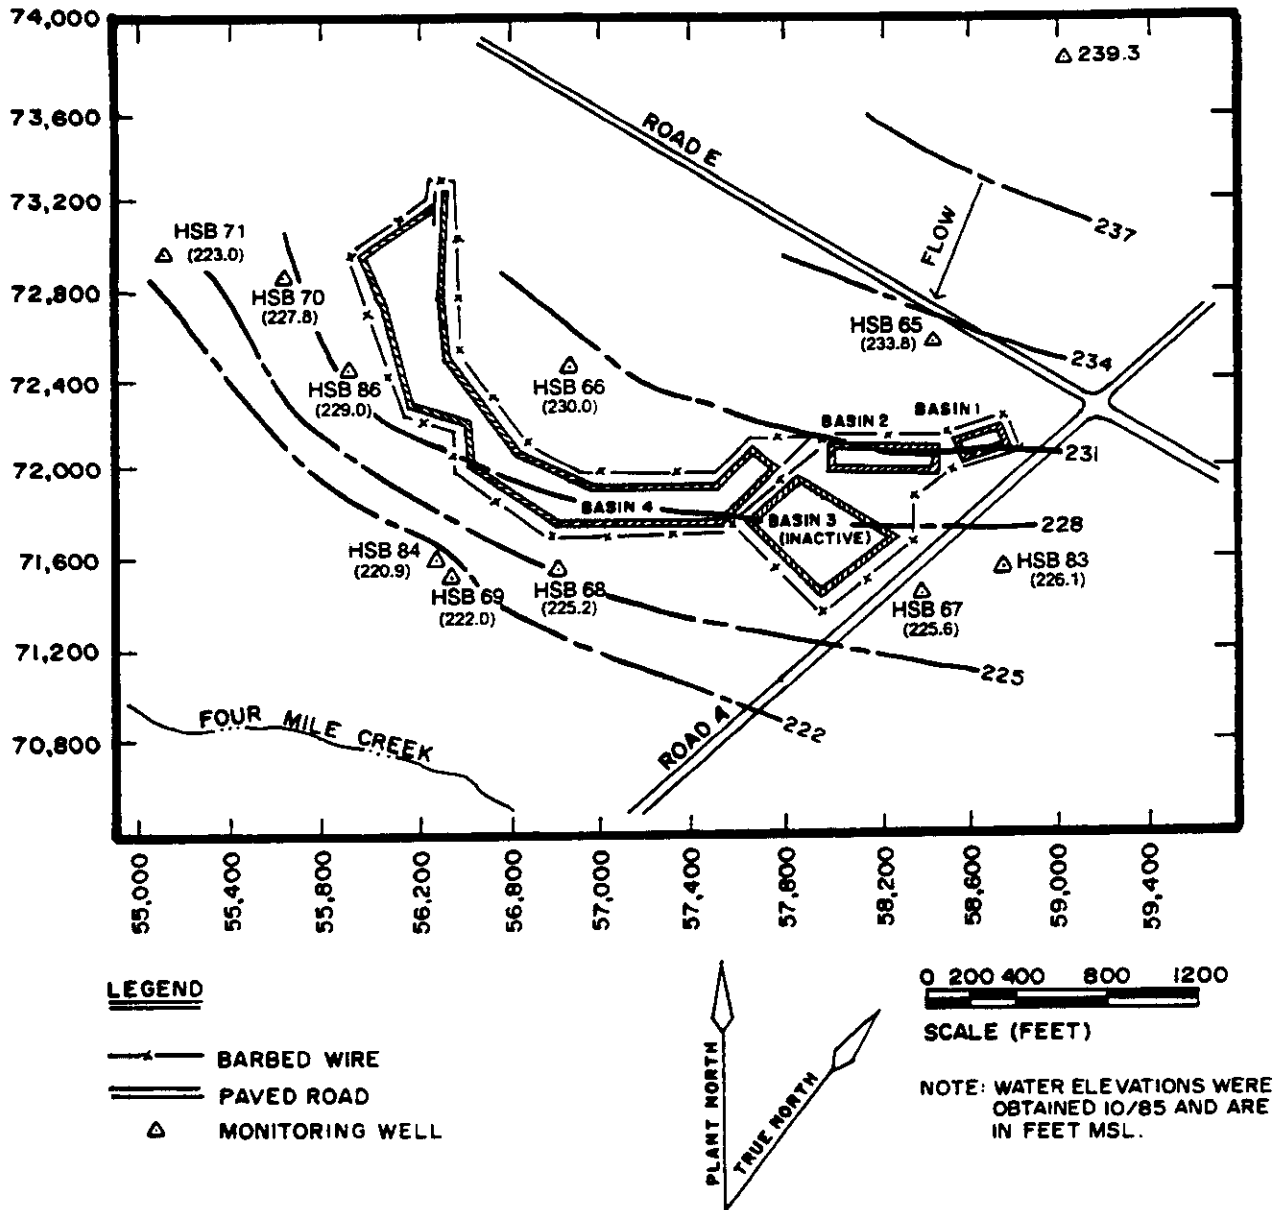 74,000
239.3
73,600
ROAD E
73,200
HSB 71
(223.0)
FLOW
237
72,800
HSB 70
(227.8)
HSB 65
(233.8)
234
72,400
HSB 86
(229.0)
HSB 66
(230.0)
BASIN 2
BASIN 1
231
72,000
BASIN 4
BASIN 3
(INACTIVE)
228
71,600
HSB 84
(220.9)
HSB 69
(222.0)
HSB 68
(225.2)
HSB 67
(225.6)
HSB 83
(226.1)
71,200
225
222
70,800
FOUR MILE CREEK
ROAD A
55,000
55,400
55,800
56,200
56,800
57,000
57,400
57,800
58,200
58,600
59,000
59,400
LEGEND
BARBED WIRE
PAVED ROAD
MONITORING WELL
PLANT NORTH
TRUE NORTH
0 200 400 800 1200
SCALE (FEET)
NOTE: WATER ELEVATIONS WERE
OBTAINED 10/85 AND ARE
IN FEET MSL.